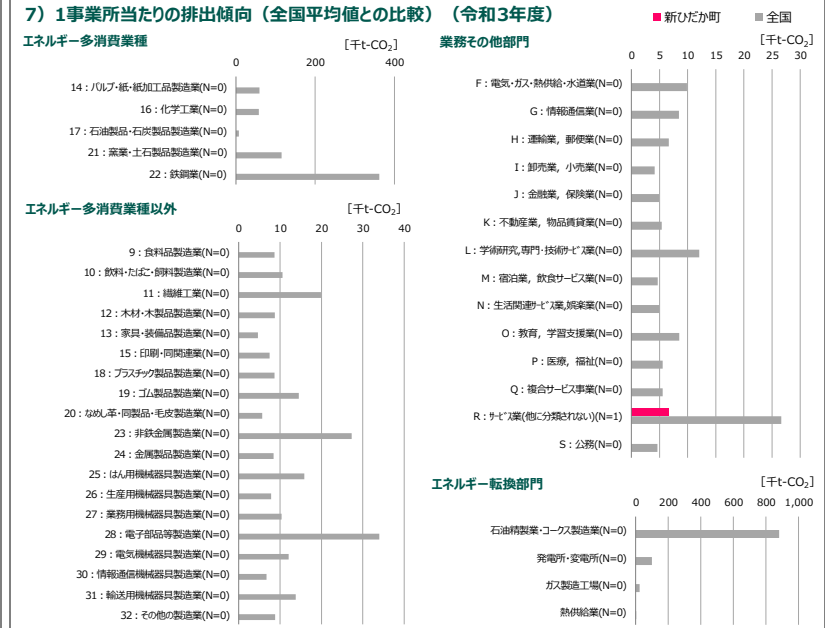 7）1事業所当たりの排出傾向（全国平均値との比較）（令和3年度）
■新ひだか町 ■全国
エネルギー多消費業種
[千t-CO₂]
0 200 400
14：パルプ・紙・紙加工品製造業(N=0)
16：化学工業(N=0)
17：石油製品・石炭製品製造業(N=0)
21：窯業・土石製品製造業(N=0)
22：鉄鋼業(N=0)
エネルギー多消費業種以外
[千t-CO₂]
0 10 20 30 40
9：食料品製造業(N=0)
10：飲料・たばこ・飼料製造業(N=0)
11：繊維工業(N=0)
12：木材・木製品製造業(N=0)
13：家具・装備品製造業(N=0)
15：印刷・同関連業(N=0)
18：プラスチック製品製造業(N=0)
19：ゴム製品製造業(N=0)
20：なめし革・同製品・毛皮製造業(N=0)
23：非鉄金属製造業(N=0)
24：金属製品製造業(N=0)
25：はん用機械器具製造業(N=0)
26：生産用機械器具製造業(N=0)
27：業務用機械器具製造業(N=0)
28：電子部品等製造業(N=0)
29：電気機械器具製造業(N=0)
30：情報通信機械器具製造業(N=0)
31：輸送用機械器具製造業(N=0)
32：その他の製造業(N=0)
業務その他部門
[千t-CO₂]
0 5 10 15 20 25 30
F：電気・ガス・熱供給・水道業(N=0)
G：情報通信業(N=0)
H：運輸業，郵便業(N=0)
I：卸売業，小売業(N=0)
J：金融業，保険業(N=0)
K：不動産業，物品賃貸業(N=0)
L：学術研究,専門・技術ｻｰﾋﾞｽ業(N=0)
M：宿泊業，飲食サービス業(N=0)
N：生活関連ｻｰﾋﾞｽ業,娯楽業(N=0)
O：教育，学習支援業(N=0)
P：医療，福祉(N=0)
Q：複合サービス事業(N=0)
R：ｻｰﾋﾞｽ業(他に分類されない)(N=1)
S：公務(N=0)
エネルギー転換部門
[千t-CO₂]
0 200 400 600 800 1,000
石油精製業・コークス製造業(N=0)
発電所・変電所(N=0)
ガス製造工場(N=0)
熱供給業(N=0)